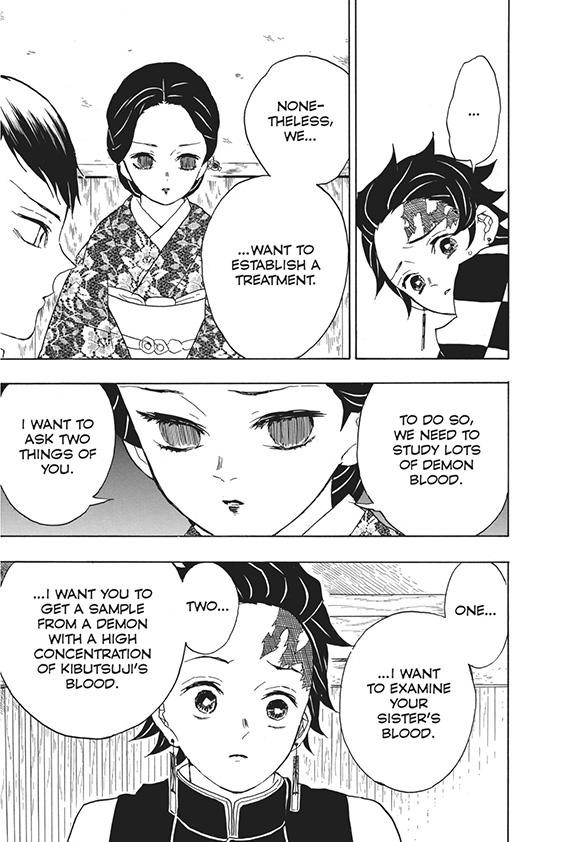 ...
NONE-
THELESS,
WE...
...WANT TO
ESTABLISH A
TREATMENT.
TO DO SO,
WE NEED TO
STUDY LOTS
OF DEMON
BLOOD.
I WANT TO
ASK TWO
THINGS OF
YOU.
ONE...
...I WANT
TO EXAMINE
YOUR
SISTER'S
BLOOD.
TWO...
...I WANT YOU TO
GET A SAMPLE
FROM A DEMON
WITH A HIGH
CONCENTRATION
OF KIBUTSUJI'S
BLOOD.